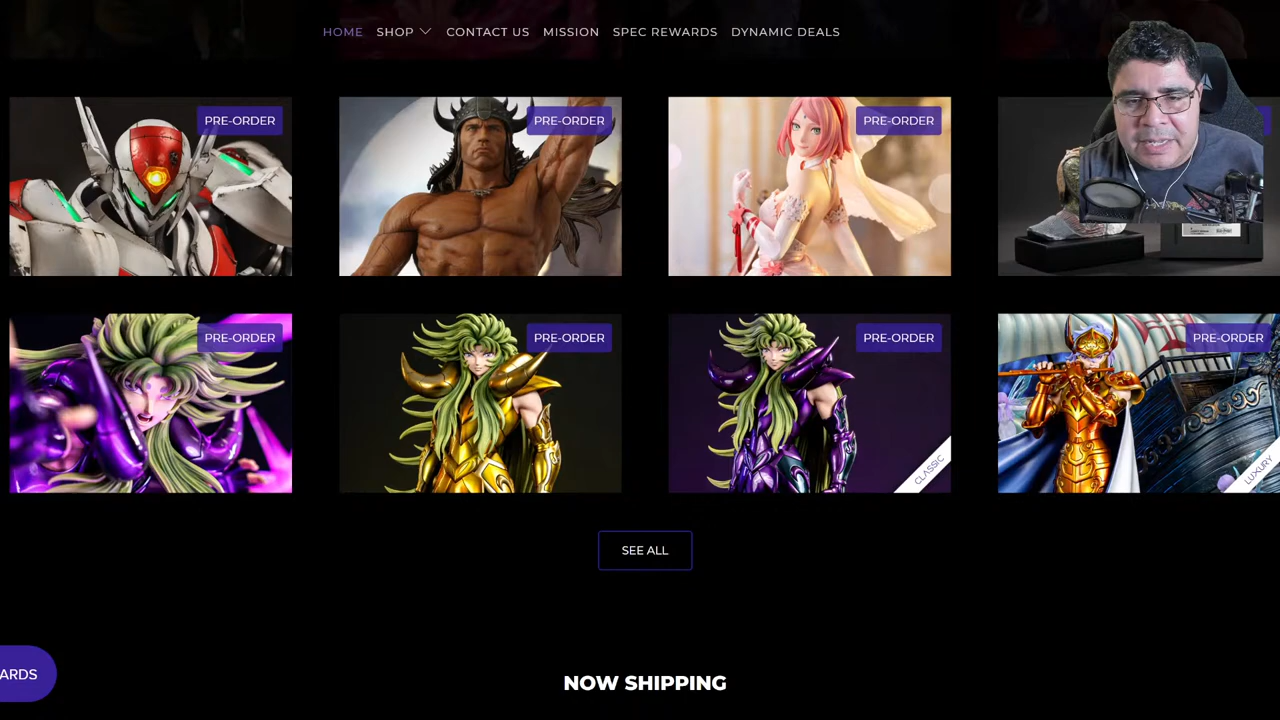 HOME SHOP CONTACT US MISSION SPEC REWARDS DYNAMIC DEALS
PRE-ORDER PRE-ORDER PRE-ORDER
PRE-ORDER PRE-ORDER PRE-ORDER PRE-ORDER
CLASSIC LUXURY
SEE ALL
ARDS
NOW SHIPPING